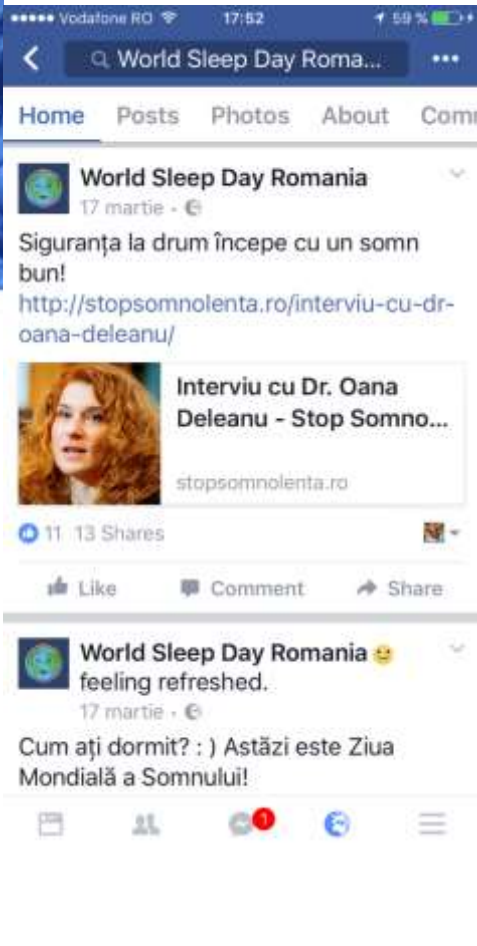 Vodafone RO 17:52 59 %
World Sleep Day Roma...
Home Posts Photos About Comm
World Sleep Day Romania
17 martie
Siguranța la drum începe cu un somn
bun!
http://stopsomnolenta.ro/interviu-cu-dr-
oana-deleanu/
Interviu cu Dr. Oana
Deleanu - Stop Somno...
stopsomnolenta.ro
11 13 Shares
Like Comment Share
World Sleep Day Romania
feeling refreshed.
17 martie
Cum ați dormit? : ) Astăzi este Ziua
Mondială a Somnului!
1